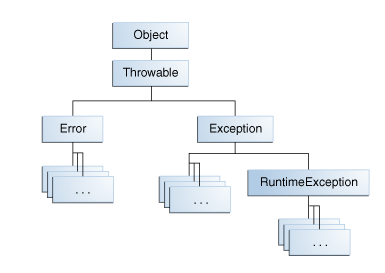 Object
Throwable
Error
Exception
RuntimeException
...
...
...